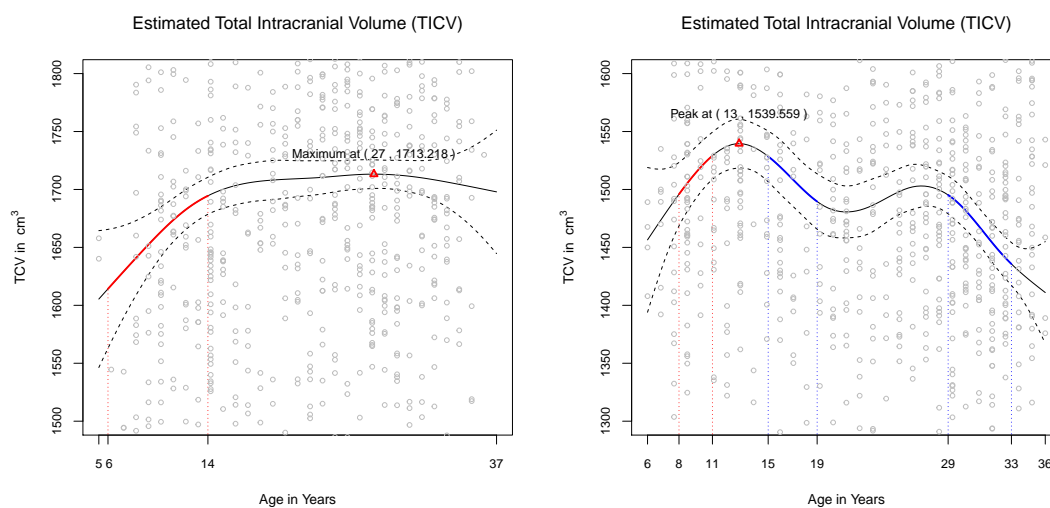 Estimated Total Intracranial Volume (TICV)
TCV in cm³
1800
1750
1700
1650
1600
1550
1500
Maximum at ( 27 , 1713.218 )
5 6 14 37
Age in Years
Estimated Total Intracranial Volume (TICV)
TCV in cm³
1600
1550
1500
1450
1400
1350
1300
Peak at ( 13 , 1539.559 )
6 8 11 15 19 29 33 36
Age in Years